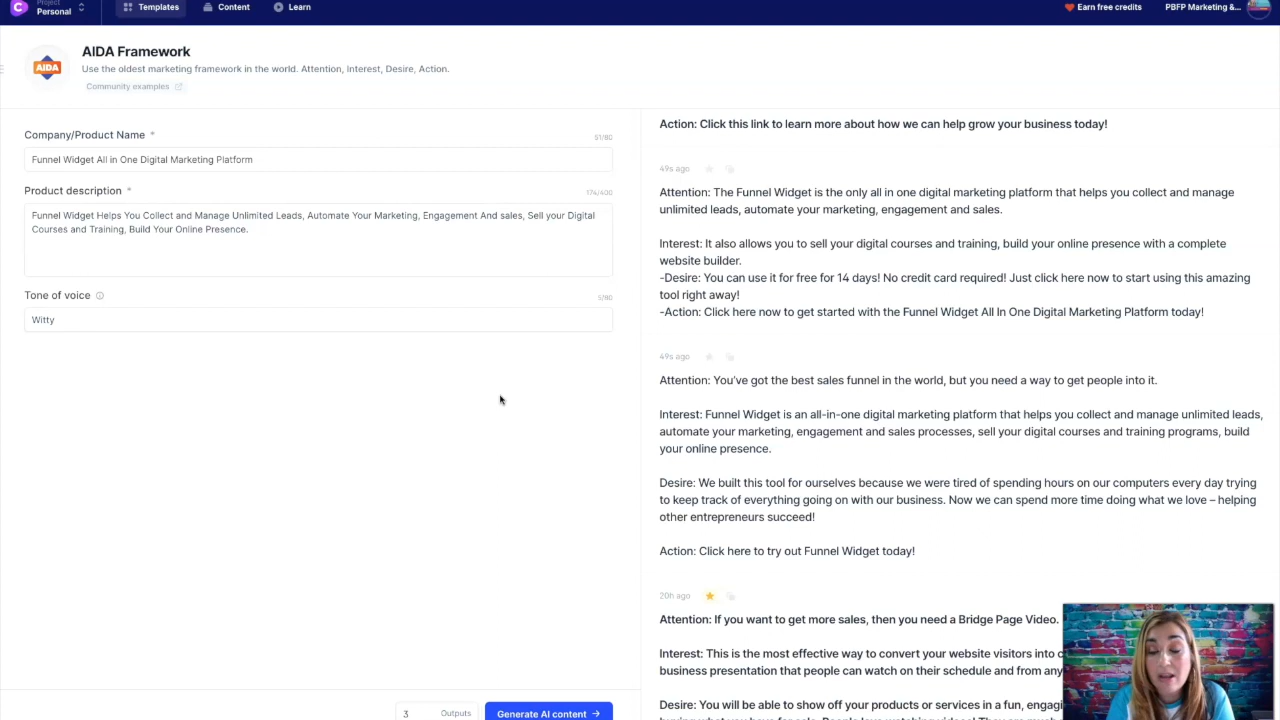 Project
Personal
Templates
Content
Learn
Earn free credits
PBFP Marketing &...
AIDA
AIDA Framework
Use the oldest marketing framework in the world. Attention, Interest, Desire, Action.
Community examples
Company/Product Name *
51/80
Funnel Widget All in One Digital Marketing Platform
Product description *
174/400
Funnel Widget Helps You Collect and Manage Unlimited Leads, Automate Your Marketing, Engagement And sales, Sell your Digital
Courses and Training, Build Your Online Presence.
Tone of voice
5/80
Witty
3 Outputs
Generate AI content
Action: Click this link to learn more about how we can help grow your business today!
49s ago
Attention: The Funnel Widget is the only all in one digital marketing platform that helps you collect and manage
unlimited leads, automate your marketing, engagement and sales.
Interest: It also allows you to sell your digital courses and training, build your online presence with a complete
website builder.
-Desire: You can use it for free for 14 days! No credit card required! Just click here now to start using this amazing
tool right away!
-Action: Click here now to get started with the Funnel Widget All In One Digital Marketing Platform today!
49s ago
Attention: You've got the best sales funnel in the world, but you need a way to get people into it.
Interest: Funnel Widget is an all-in-one digital marketing platform that helps you collect and manage unlimited leads,
automate your marketing, engagement and sales processes, sell your digital courses and training programs, build
your online presence.
Desire: We built this tool for ourselves because we were tired of spending hours on our computers every day trying
to keep track of everything going on with our business. Now we can spend more time doing what we love – helping
other entrepreneurs succeed!
Action: Click here to try out Funnel Widget today!
20h ago
Attention: If you want to get more sales, then you need a Bridge Page Video.
Interest: This is the most effective way to convert your website visitors into
business presentation that people can watch on their schedule and from any
Desire: You will be able to show off your products or services in a fun,